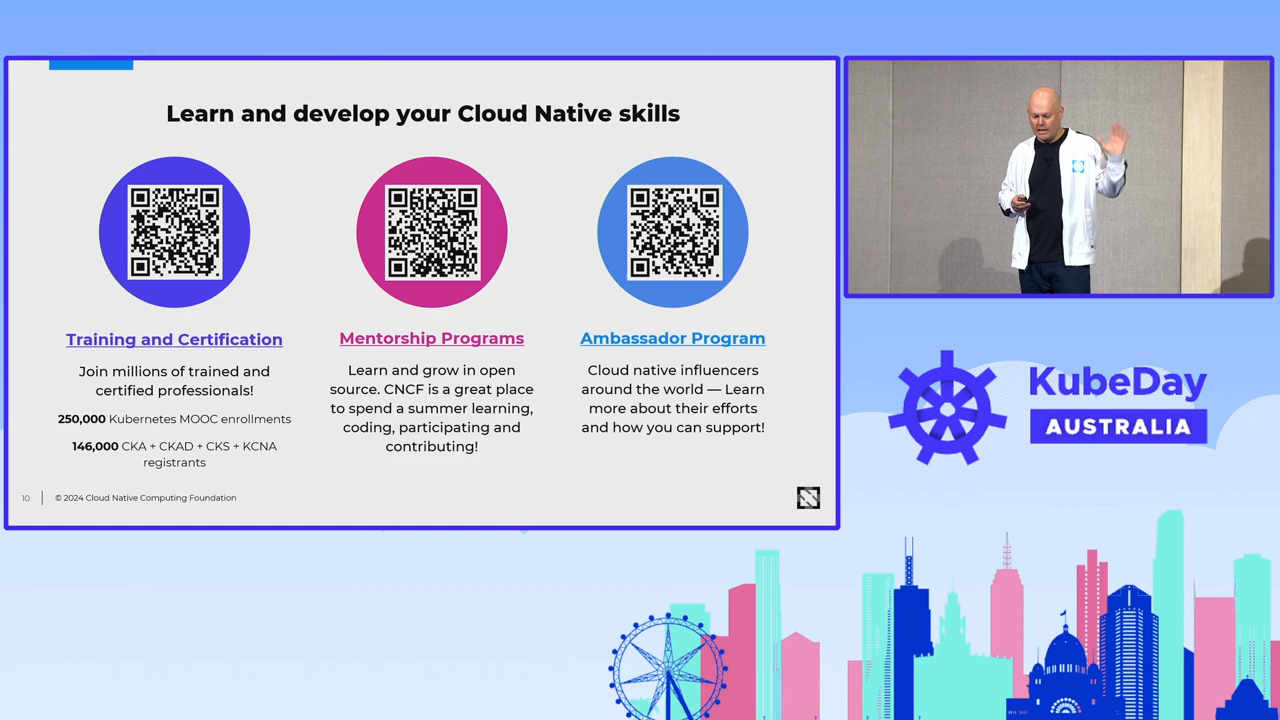 Learn and develop your Cloud Native skills
Training and Certification
Join millions of trained and
certified professionals!
250,000 Kubernetes MOOC enrollments
146,000 CKA + CKAD + CKS + KCNA
registrants
Mentorship Programs
Learn and grow in open
source. CNCF is a great place
to spend a summer learning,
coding, participating and
contributing!
Ambassador Program
Cloud native influencers
around the world — Learn
more about their efforts
and how you can support!
10
© 2024 Cloud Native Computing Foundation
KubeDay
AUSTRALIA